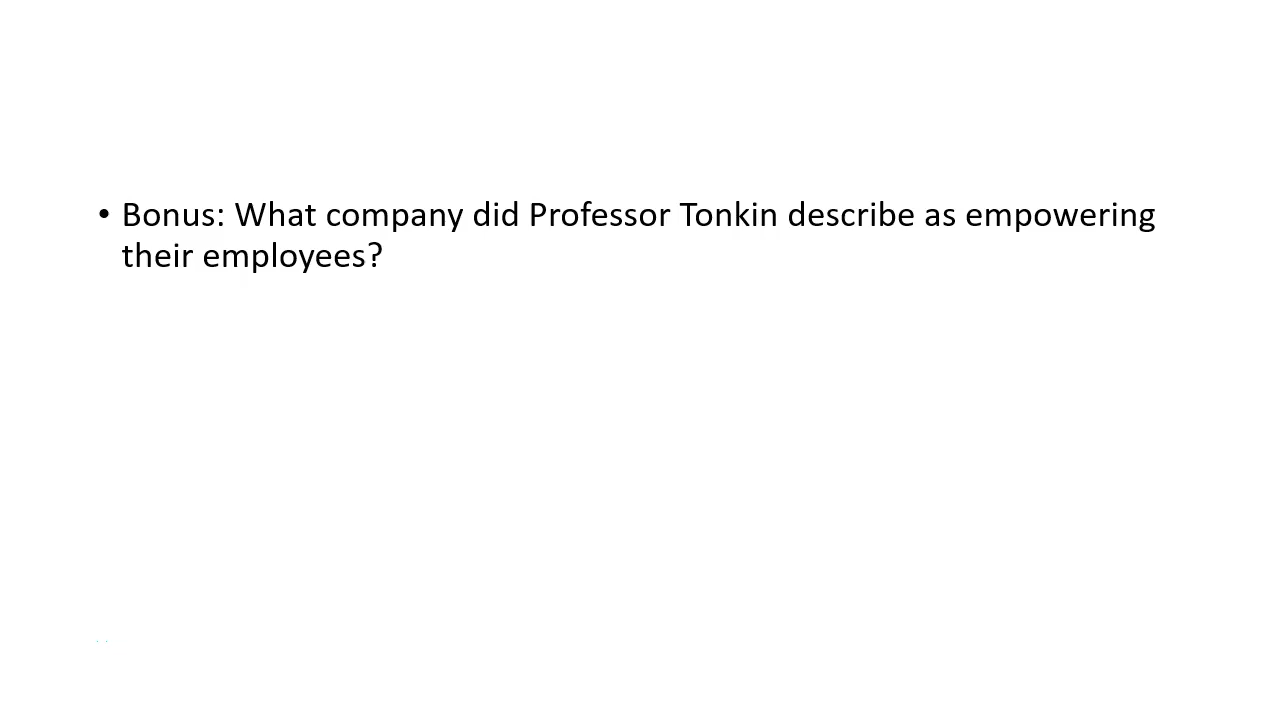 • Bonus: What company did Professor Tonkin describe as empowering
their employees?